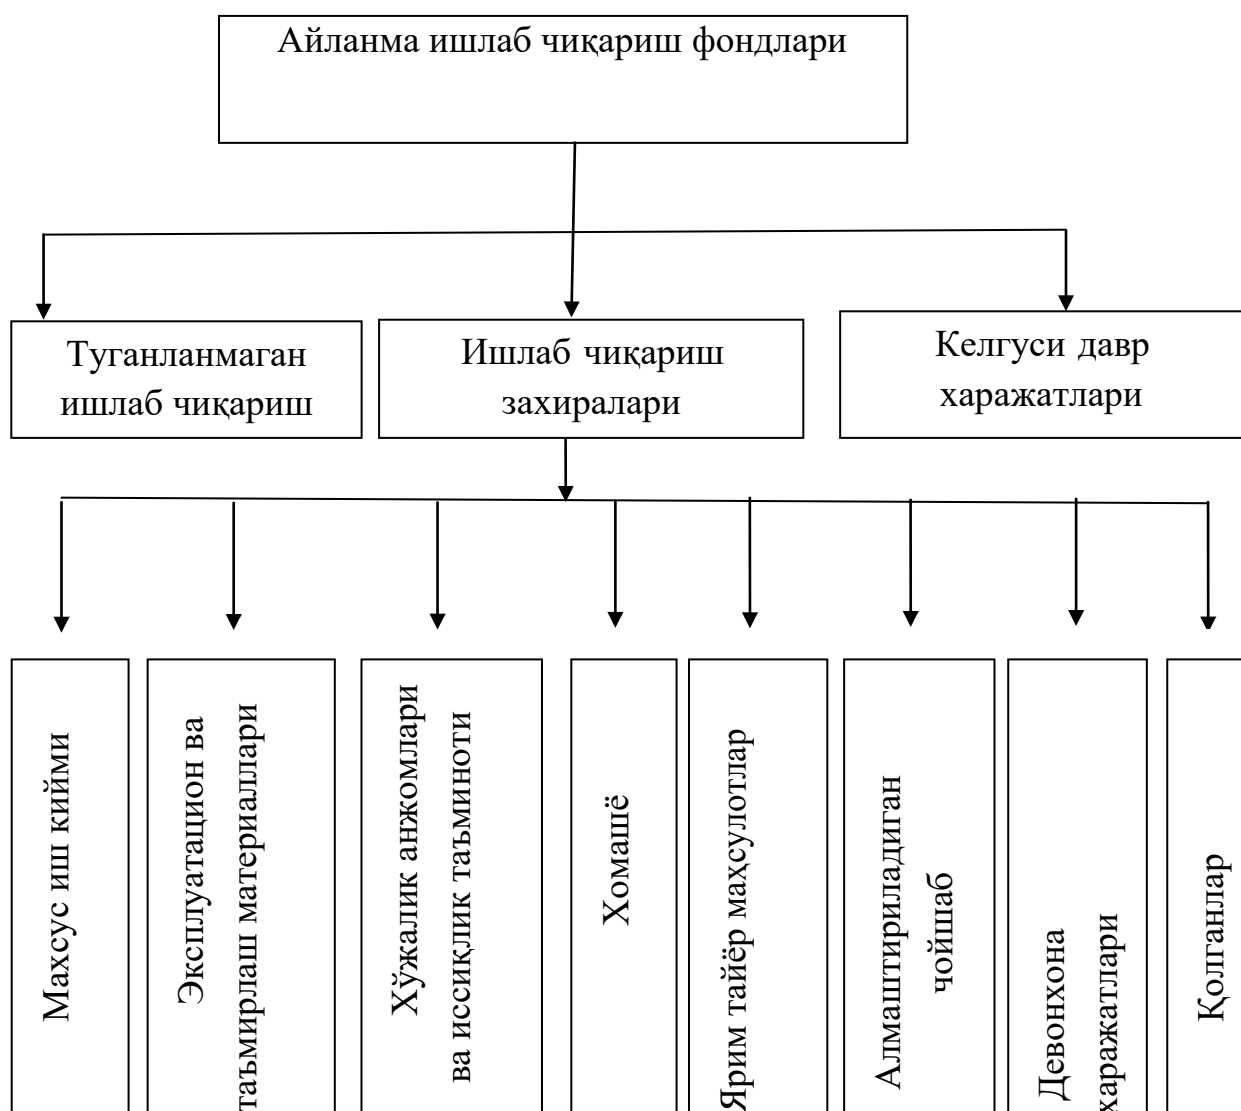 Айланма ишлаб чиқариш фондлари
Туганланмаган
ишлаб чиқариш
Ишлаб чиқариш
захиралари
Келгуси давр
харажатлари
Махсус иш кийми
Эксплуатацион ва
таъмирлаш материаллари
Хўжалик анжомлари
ва иссиқлик таъминоти
Хомашё
Ярим тайёр маҳсулотлар
Алмаштириладиган
чойшаб
Девонхона
харажатлари
Қолганлар